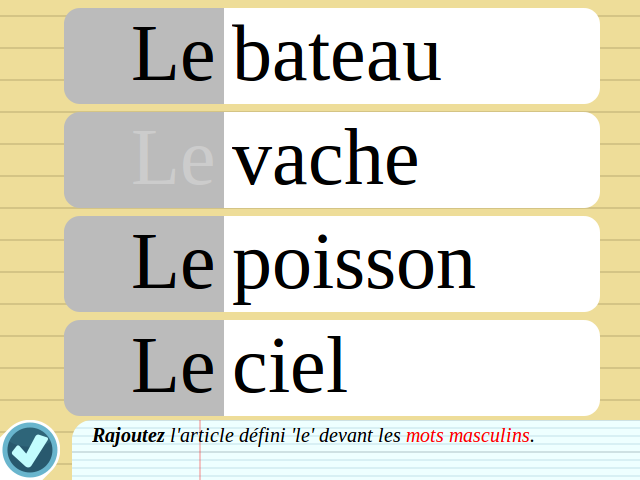 Le bateau
Le vache
Le poisson
Le ciel
Rajoutez l'article défini 'le' devant les mots masculins.